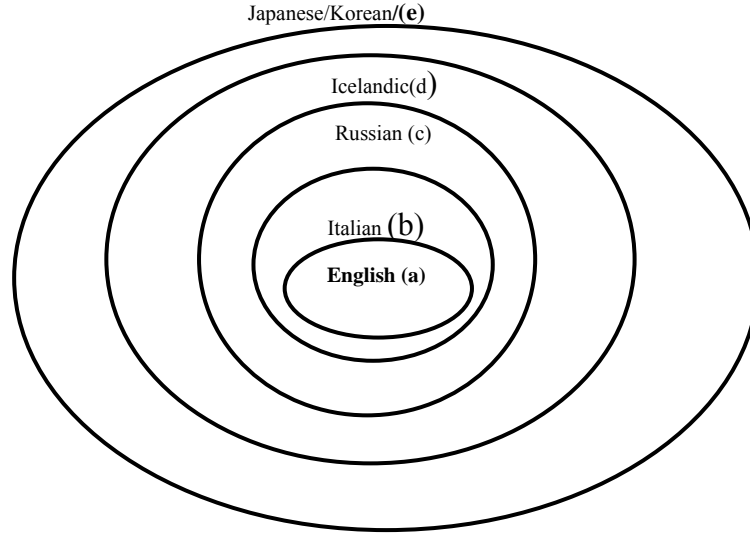 Japanese/Korean/(e)
Icelandic(d)
Russian (c)
Italian (b)
English (a)